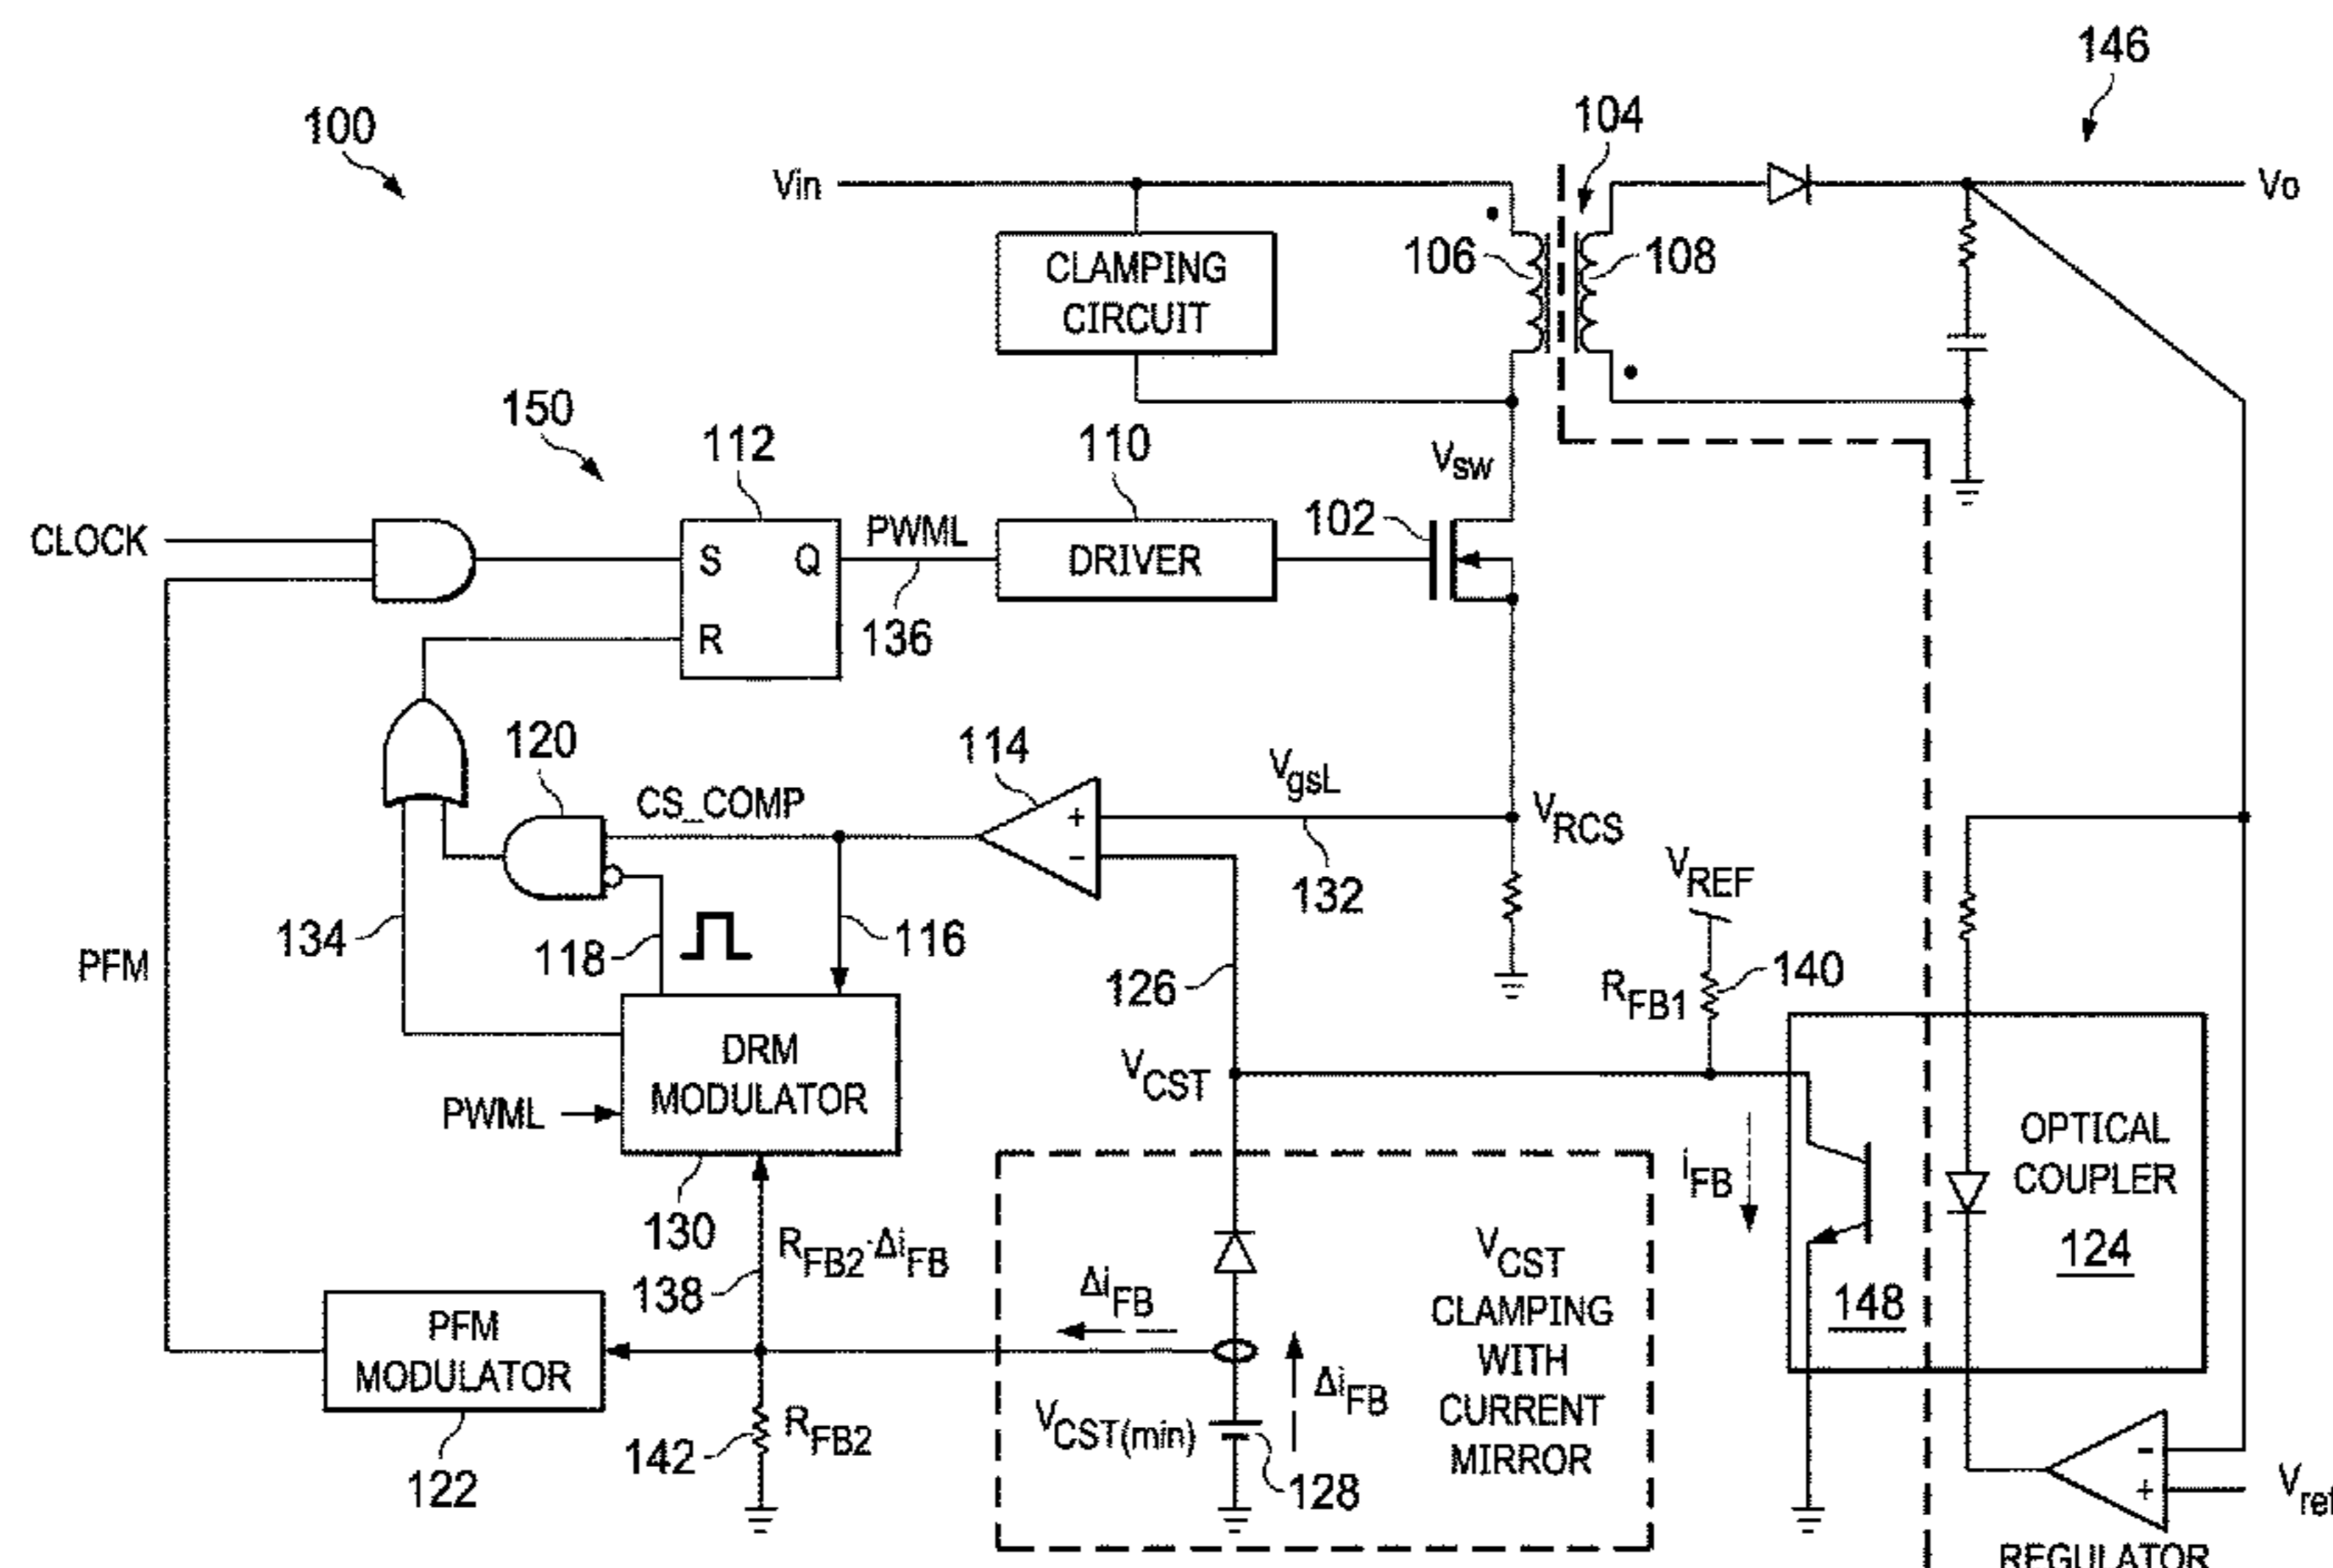 146
100
104
Vin
Vo
106
108
CLAMPING
CIRCUIT
150
112
110
VSW
102
CLOCK
S
Q
PWML
DRIVER
R
136
120
114
VgsL
CS_COMP
+
-
VRCS
132
VREF
134
118
116
126
PFM
RFB1
140
DRM
MODULATOR
VCST
PWML
OPTICAL
COUPLER
124
iFB
130
RFB2·ΔiFB
138
ΔiFB
VCST
CLAMPING
WITH
CURRENT
MIRROR
148
PFM
MODULATOR
ΔiFB
VCST(min)
RFB2
142
128
122
-
+
Vref
REGULATOR